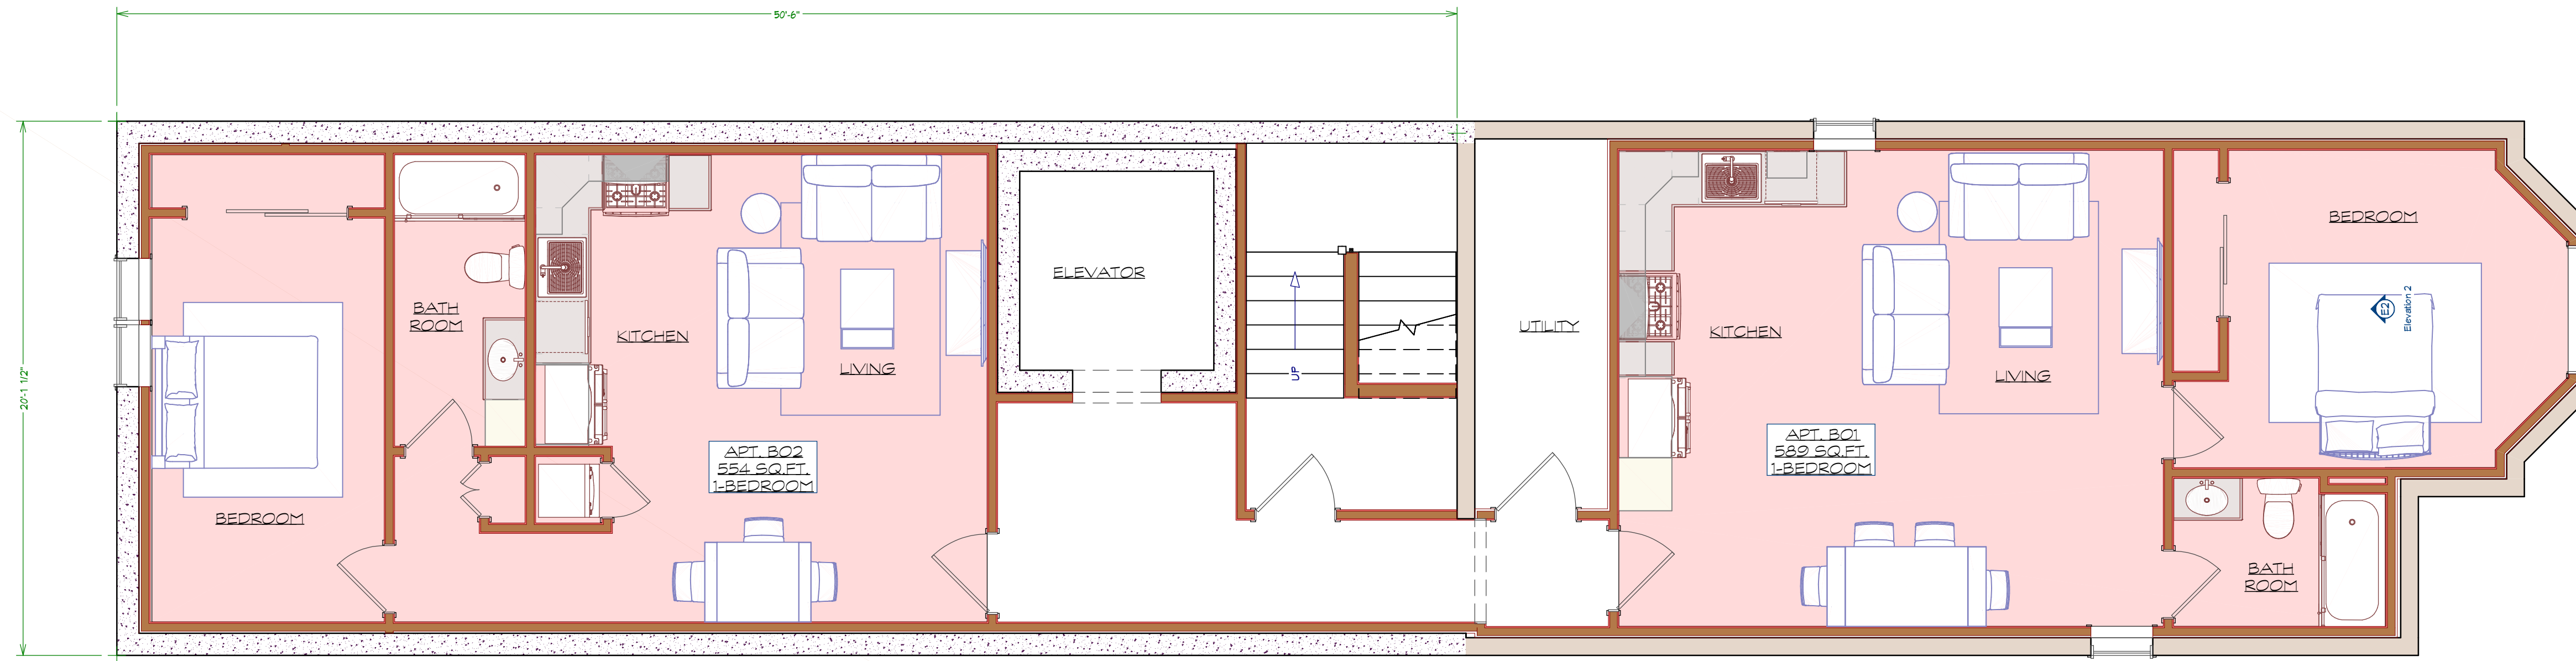 50'-6"
20'-1 1/2"
BEDROOM
BATH
ROOM
KITCHEN
LIVING
APT. B02
554 SQ.FT.
1-BEDROOM
ELEVATOR
UP
UTILITY
KITCHEN
LIVING
APT. B01
589 SQ.FT.
1-BEDROOM
BEDROOM
E2
Elevation 2
BATH
ROOM